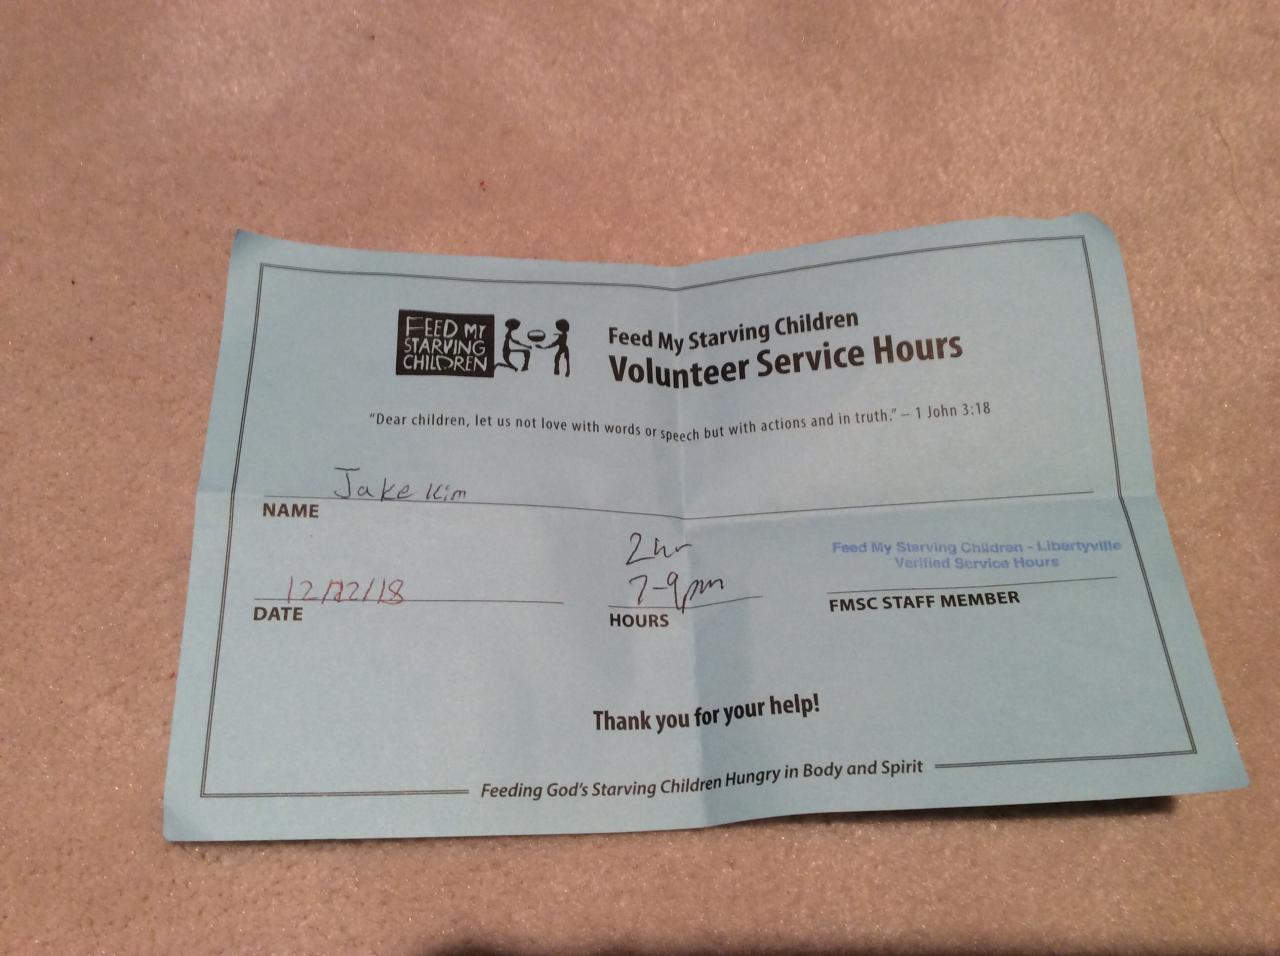 FEED MY
STARVING
CHILDREN
Feed My Starving Children
Volunteer Service Hours
“Dear children, let us not love with words or speech but with actions and in truth.” – 1 John 3:18
Jake Kim
NAME
2 hr
7-9pm
12/22/18
DATE
HOURS
Feed My Starving Children - Libertyville
Verified Service Hours
FMSC STAFF MEMBER
Thank you for your help!
Feeding God's Starving Children Hungry in Body and Spirit